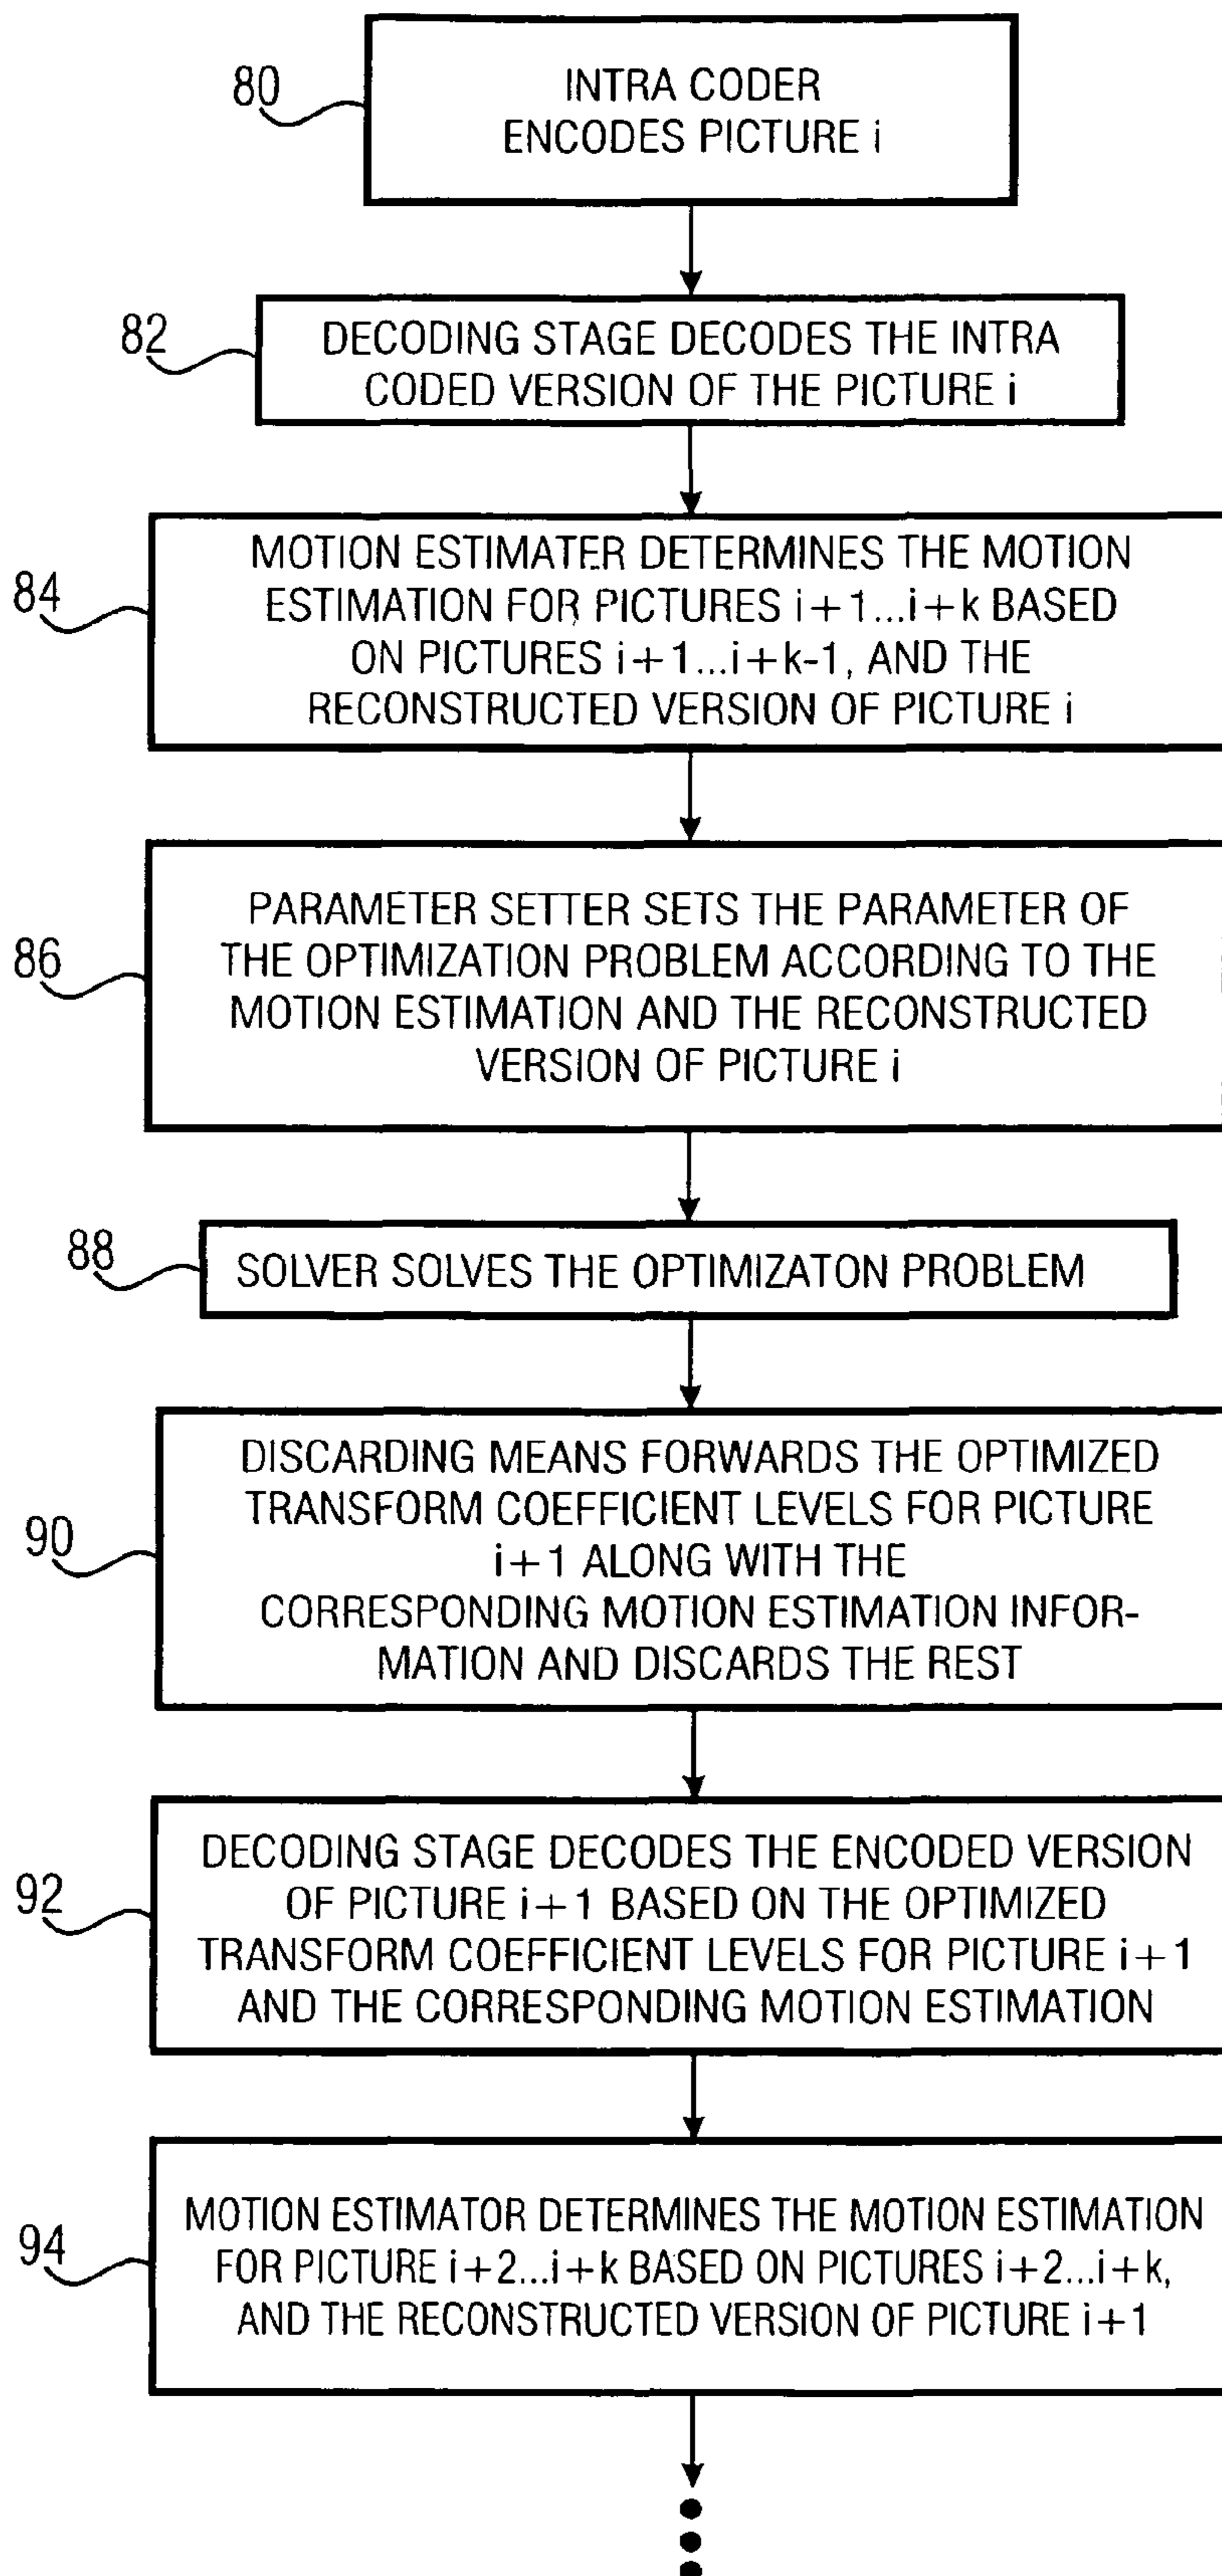 80
INTRA CODER
ENCODES PICTURE i
82
DECODING STAGE DECODES THE INTRA
CODED VERSION OF THE PICTURE i
84
MOTION ESTIMATER DETERMINES THE MOTION
ESTIMATION FOR PICTURES i+1...i+k BASED
ON PICTURES i+1...i+k-1, AND THE
RECONSTRUCTED VERSION OF PICTURE i
86
PARAMETER SETTER SETS THE PARAMETER OF
THE OPTIMIZATION PROBLEM ACCORDING TO THE
MOTION ESTIMATION AND THE RECONSTRUCTED
VERSION OF PICTURE i
88
SOLVER SOLVES THE OPTIMIZATON PROBLEM
90
DISCARDING MEANS FORWARDS THE OPTIMIZED
TRANSFORM COEFFICIENT LEVELS FOR PICTURE
i+1 ALONG WITH THE
CORRESPONDING MOTION ESTIMATION INFOR-
MATION AND DISCARDS THE REST
92
DECODING STAGE DECODES THE ENCODED VERSION
OF PICTURE i+1 BASED ON THE OPTIMIZED
TRANSFORM COEFFICIENT LEVELS FOR PICTURE i+1
AND THE CORRESPONDING MOTION ESTIMATION
94
MOTION ESTIMATOR DETERMINES THE MOTION ESTIMATION
FOR PICTURE i+2...i+k BASED ON PICTURES i+2...i+k,
AND THE RECONSTRUCTED VERSION OF PICTURE i+1